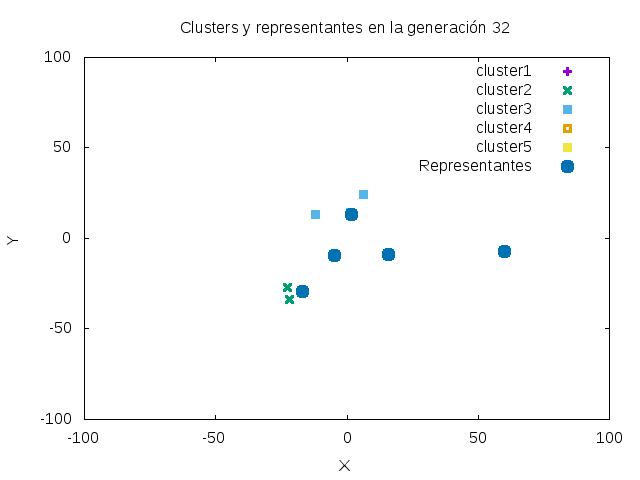 Clusters y representantes en la generación 32
100
50
0
-50
-100
-100
-50
0
50
100
Y
X
cluster1
cluster2
cluster3
cluster4
cluster5
Representantes